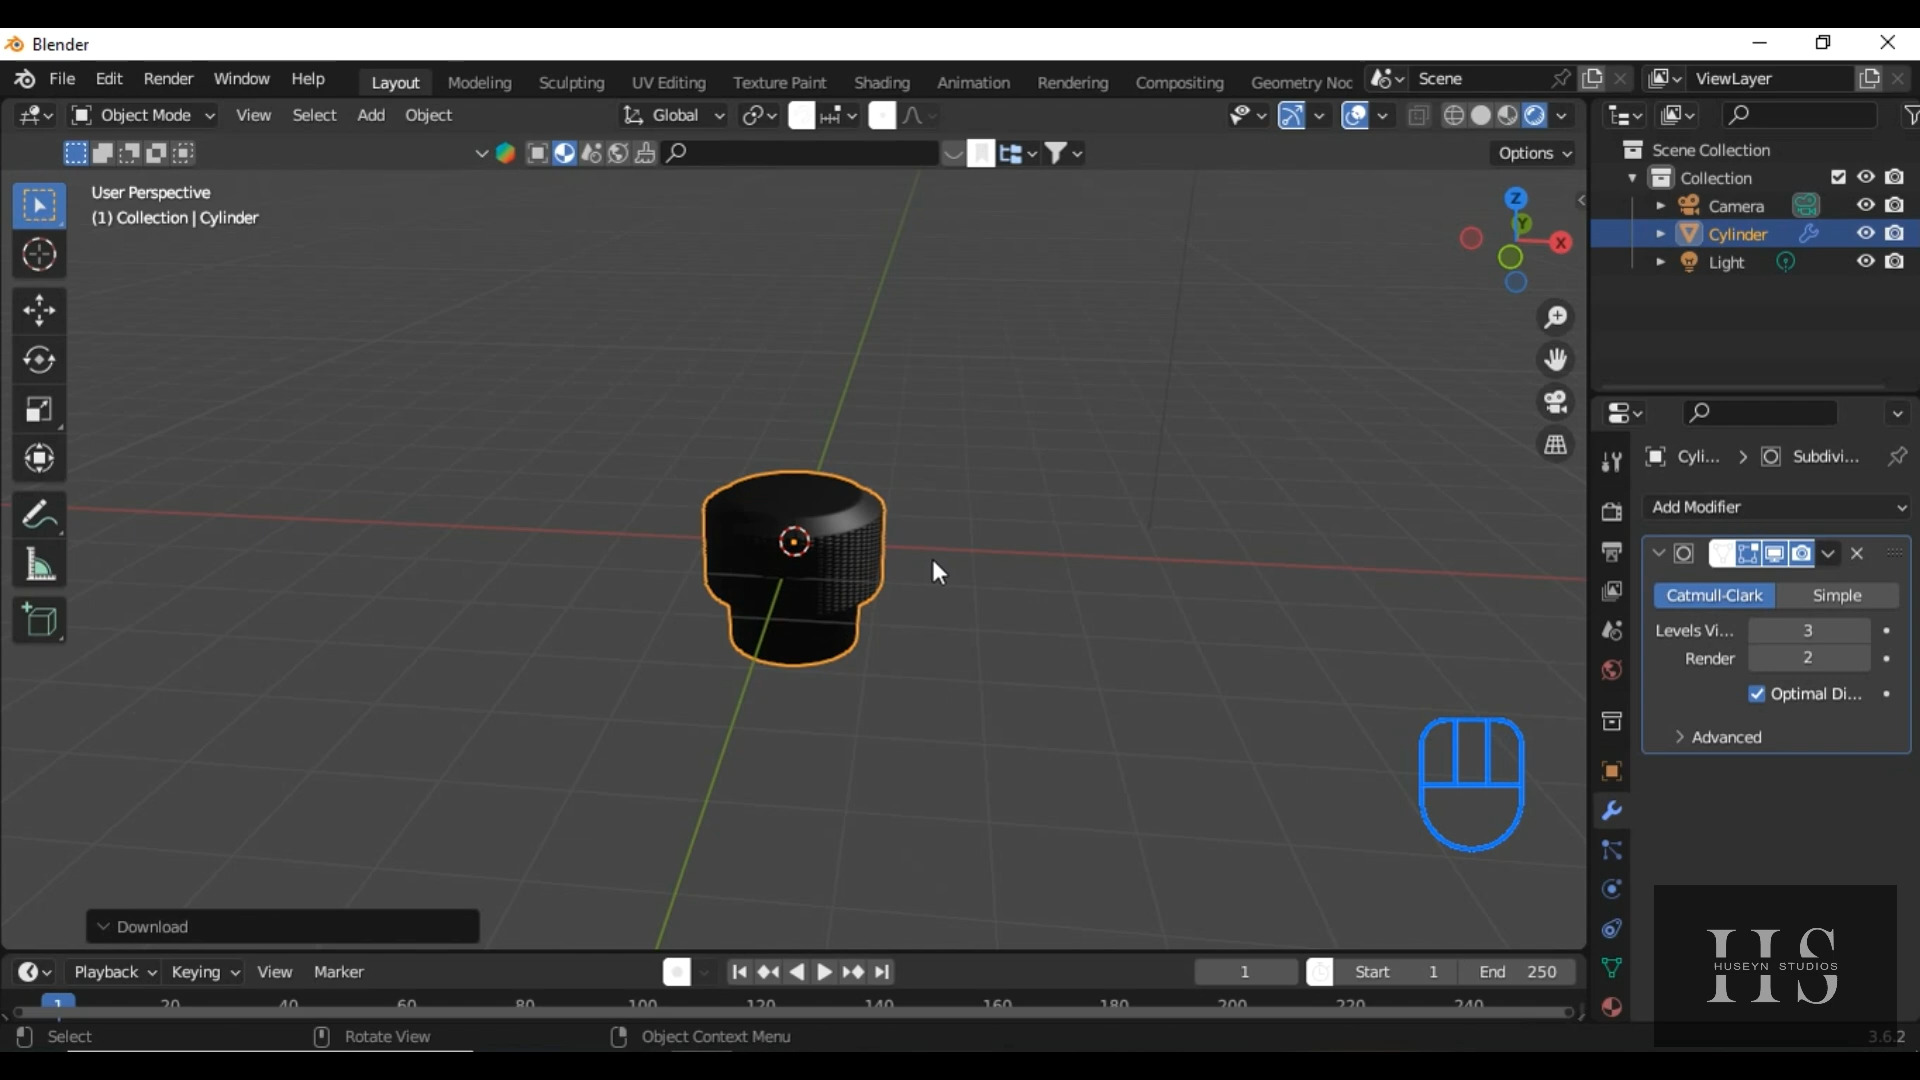 Blender
File Edit Render Window Help Layout Modeling Sculpting UV Editing Texture Paint Shading Animation Rendering Compositing Geometry Noc Scene ViewLayer
Object Mode View Select Add Object Global
Options
User Perspective
(1) Collection | Cylinder
Z
Y
X
Scene Collection
Collection
Camera
Cylinder
Light
Cyli... > Subdivi...
Add Modifier
Catmull-Clark Simple
Levels Vi... 3
Render 2
Optimal Di...
Advanced
Download
HS
HUSEYN STUDIOS
Playback Keying View Marker 1 Start 1 End 250
1 20 40 60 80 100 120 140 160 180 200 220 240
Select Rotate View Object Context Menu 3.6.2